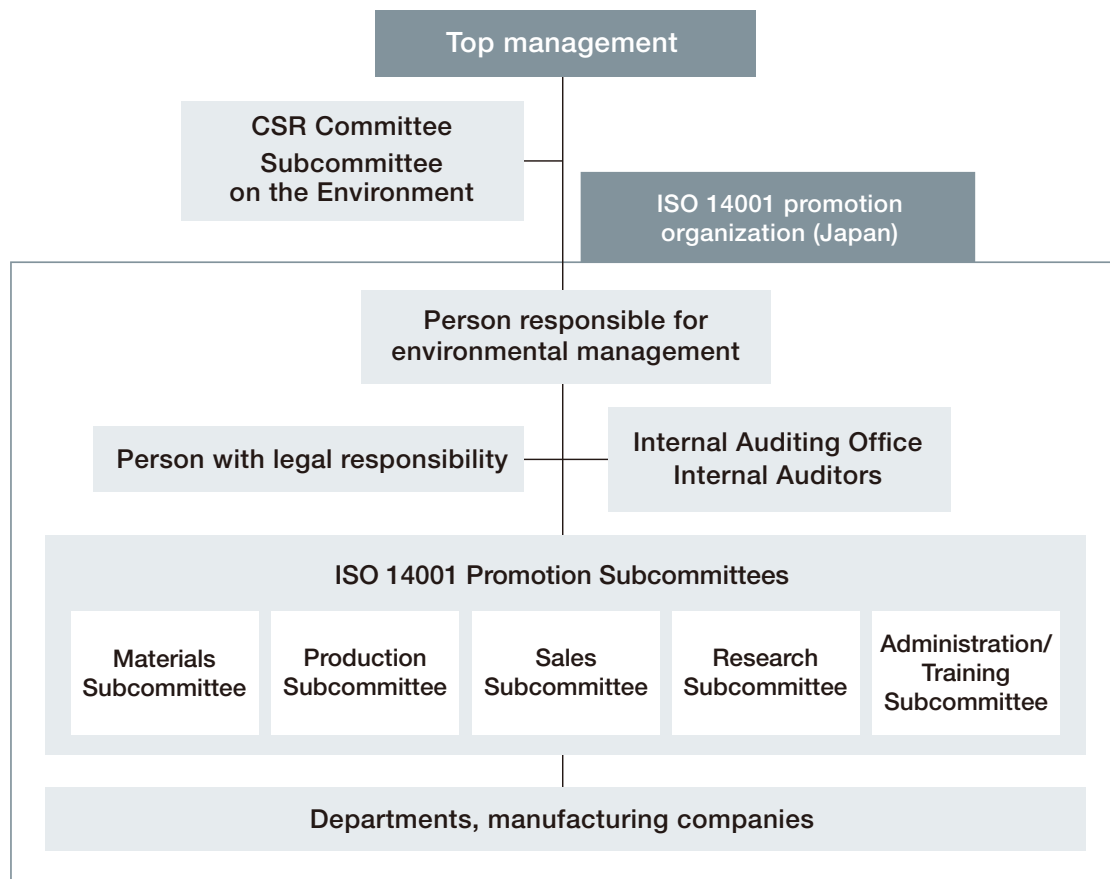 Top management
CSR Committee
Subcommittee
on the Environment
ISO 14001 promotion
organization (Japan)
Person responsible for
environmental management
Person with legal responsibility
Internal Auditing Office
Internal Auditors
ISO 14001 Promotion Subcommittees
Materials
Subcommittee
Production
Subcommittee
Sales
Subcommittee
Research
Subcommittee
Administration/
Training
Subcommittee
Departments, manufacturing companies